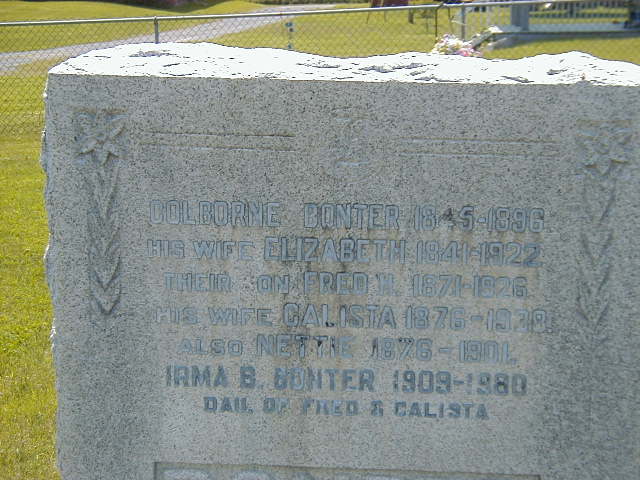 COLBORNE BONTER 1845-1896
HIS WIFE ELIZABETH 1841-1922
THEIR SON FRED H. 1871-1926
HIS WIFE CALISTA 1876-1938
ALSO NETTIE 1876-1901.
IRMA B. BONTER 1909-1980
DAU. OF FRED & CALISTA